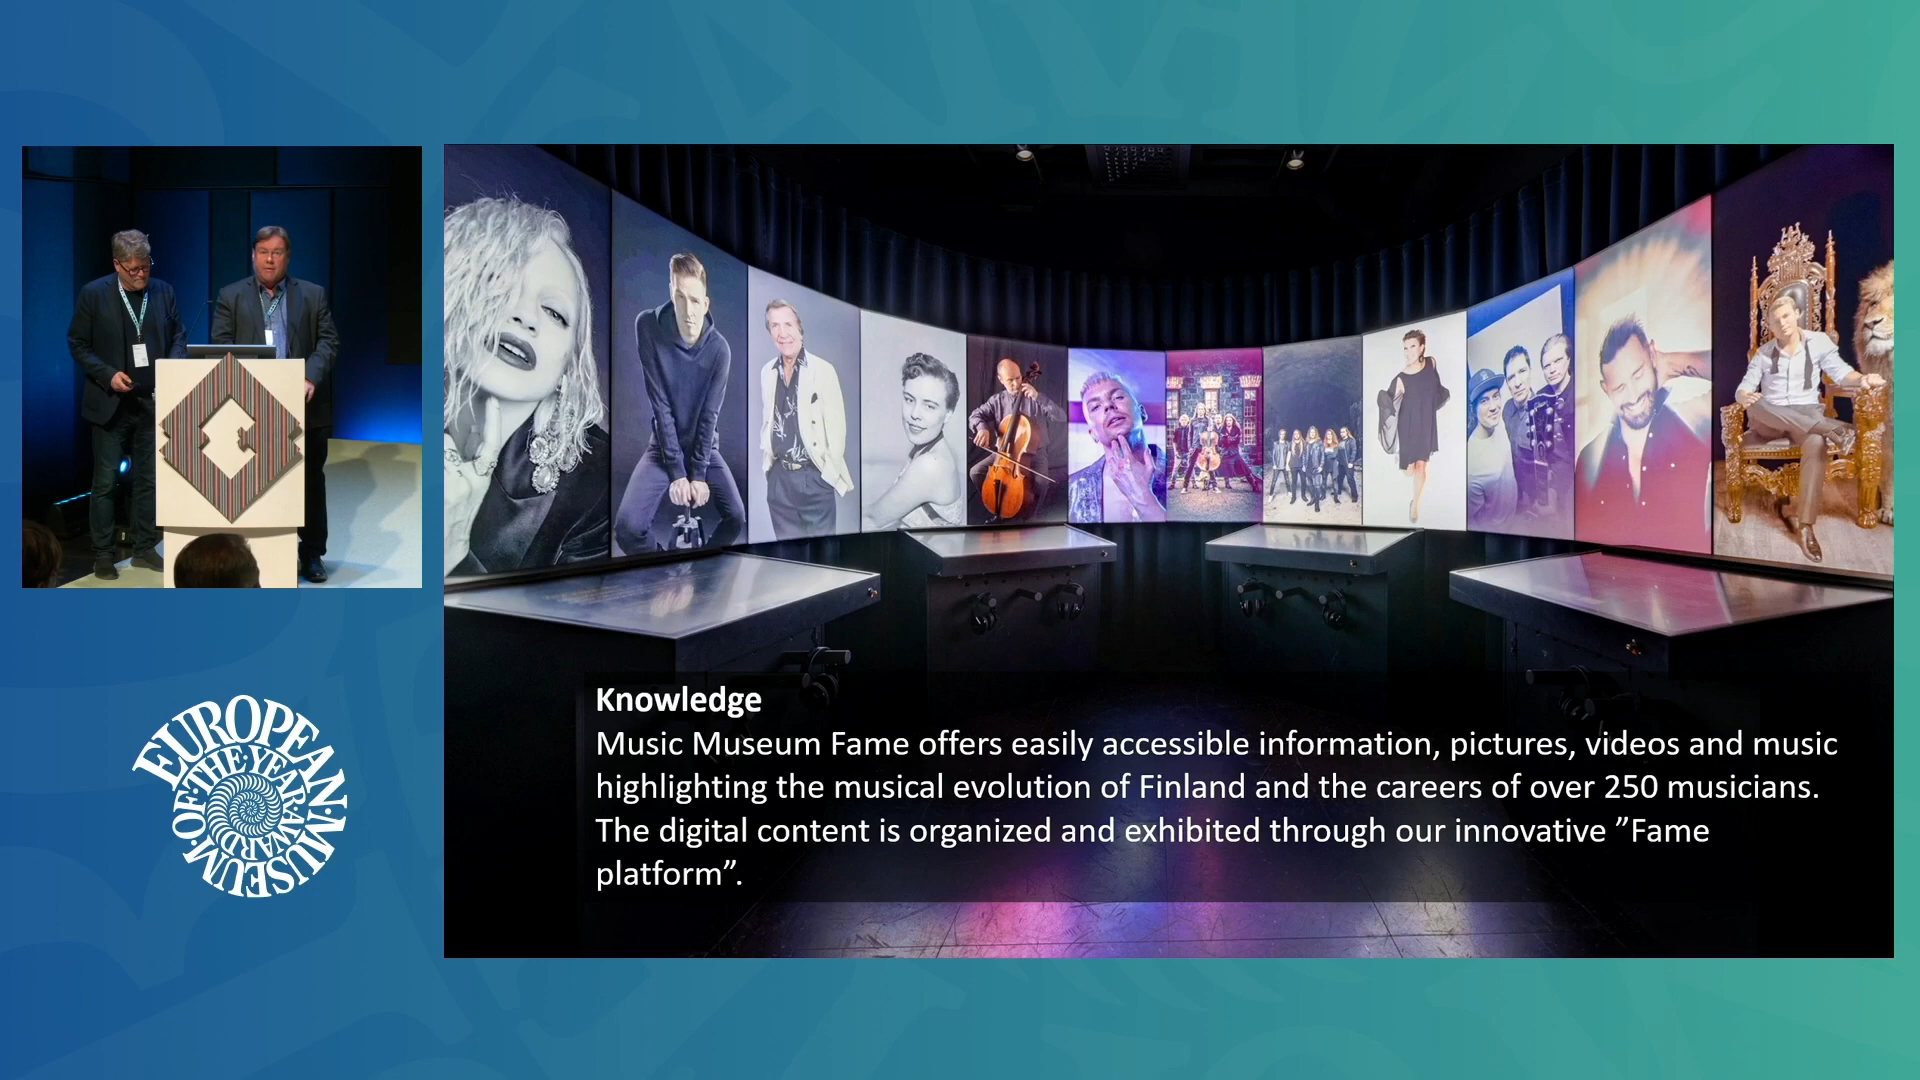 Knowledge
Music Museum Fame offers easily accessible information, pictures, videos and music
highlighting the musical evolution of Finland and the careers of over 250 musicians.
The digital content is organized and exhibited through our innovative ”Fame
platform”.
EUROPEAN·MUSEUM·
OF·THE·YEAR·AWARD